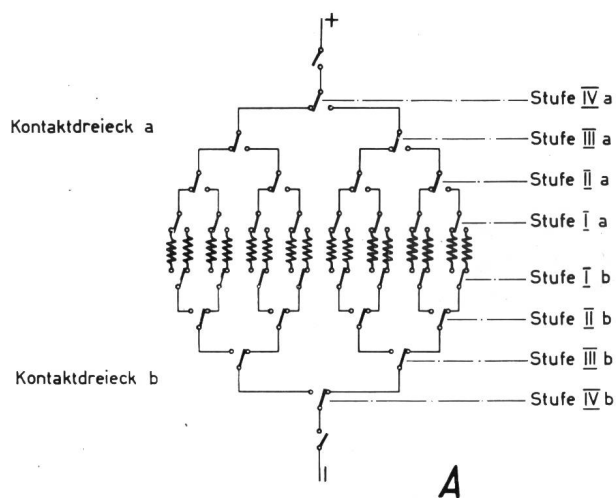 +
Stufe IV a
Kontaktdreieck a
Stufe III a
Stufe II a
Stufe I a
Stufe I b
Stufe II b
Stufe III b
Kontaktdreieck b
Stufe IV b
A